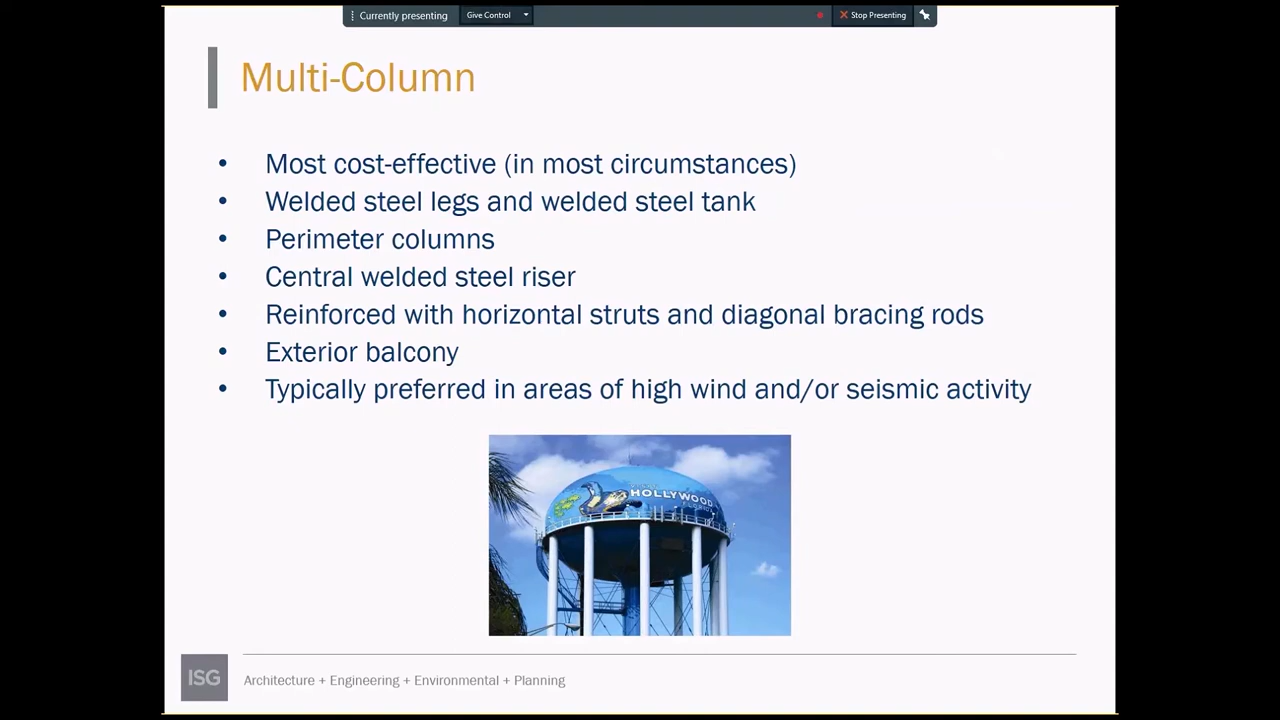 Currently presenting
Give Control
Stop Presenting
Multi-Column
• Most cost-effective (in most circumstances)
• Welded steel legs and welded steel tank
• Perimeter columns
• Central welded steel riser
• Reinforced with horizontal struts and diagonal bracing rods
• Exterior balcony
• Typically preferred in areas of high wind and/or seismic activity
HOLLYWOOD
FLORIDA
ISG
Architecture + Engineering + Environmental + Planning